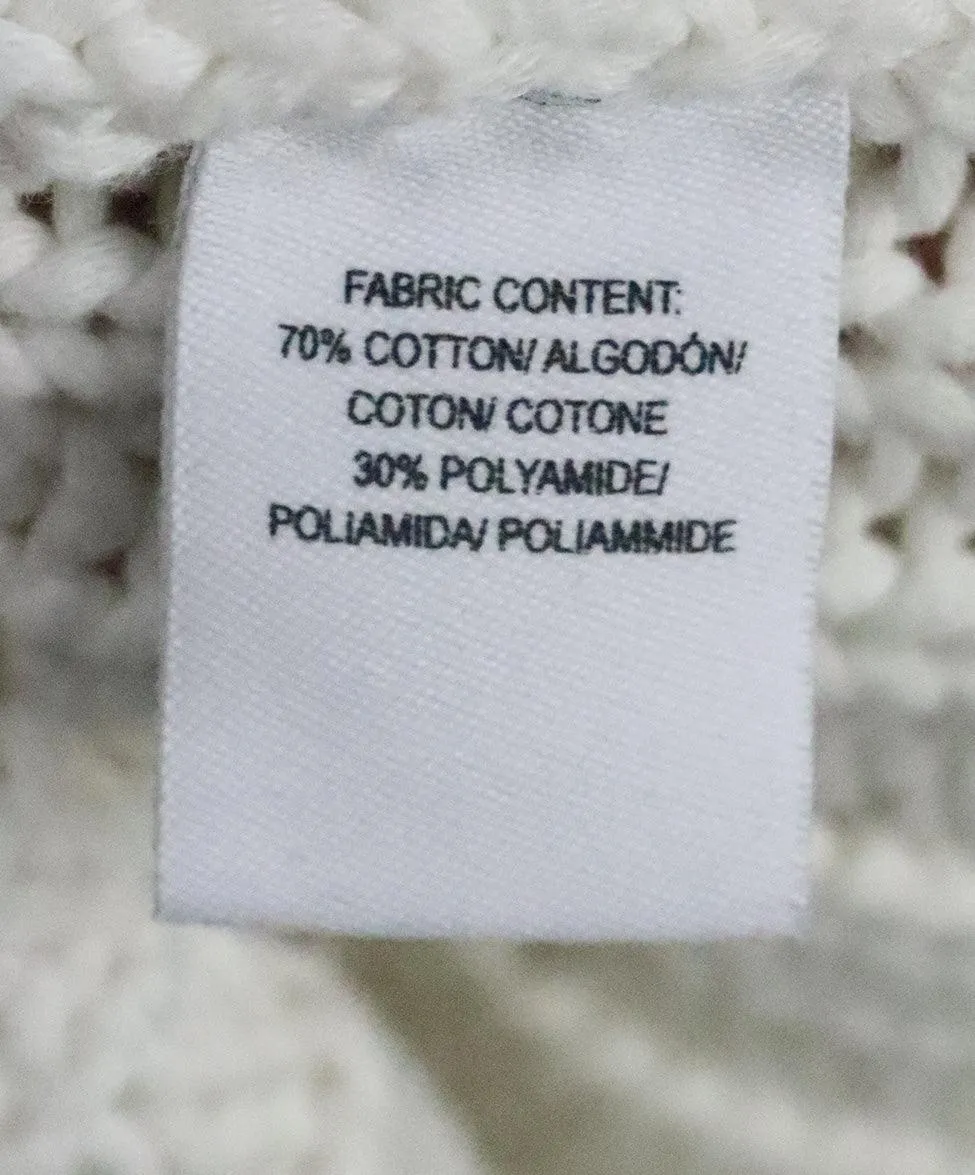 FABRIC CONTENT:
70% COTTON/ ALGODÓN/
COTON/ COTONE
30% POLYAMIDE/
POLIAMIDA/ POLIAMMIDE